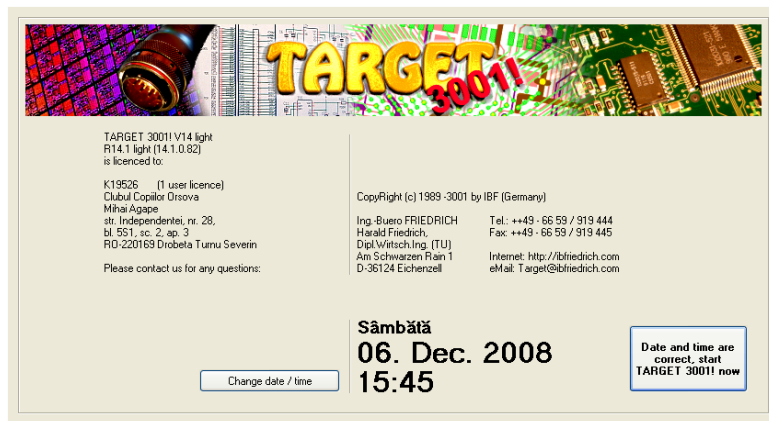 TARGET
3001!
TARGET 3001! V14 light
R14.1 light (14.1.0.82)
is licenced to:
K19526 (1 user licence)
Clubul Copiilor Orsova
Mihai Agape
str. Independentei, nr. 28,
bl. 5S1, sc. 2, ap. 3
RO-220169 Drobeta Turnu Severin
Please contact us for any questions:
CopyRight (c) 1989 -3001 by IBF (Germany)
Ing.-Buero FRIEDRICH
Harald Friedrich,
Dipl.Wirtsch.Ing. (TU)
Am Schwarzen Rain 1
D-36124 Eichenzell
Tel.: ++49 - 66 59 / 919 444
Fax: ++49 - 66 59 / 919 445
Internet: http://ibfriedrich.com
eMail: Target@ibfriedrich.com
Sâmbătă
06. Dec. 2008
15:45
Change date / time
Date and time are
correct, start
TARGET 3001! now